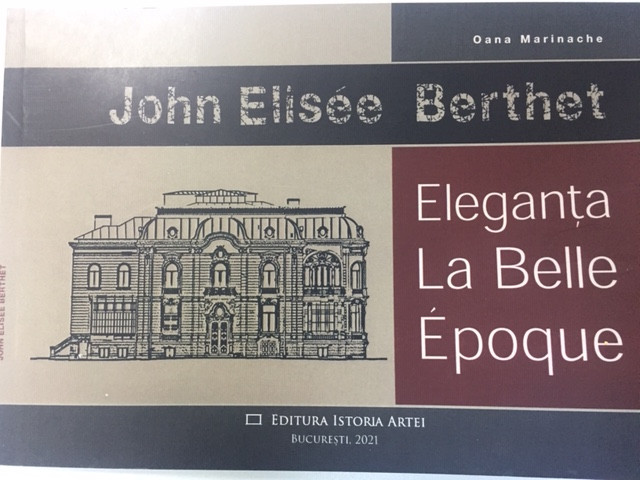 Oana Marinache
John Elisée Berthet
Eleganța
La Belle
Époque
JOHN ELISÉE BERTHET
EDITURA ISTORIA ARTEI
BUCUREȘTI, 2021